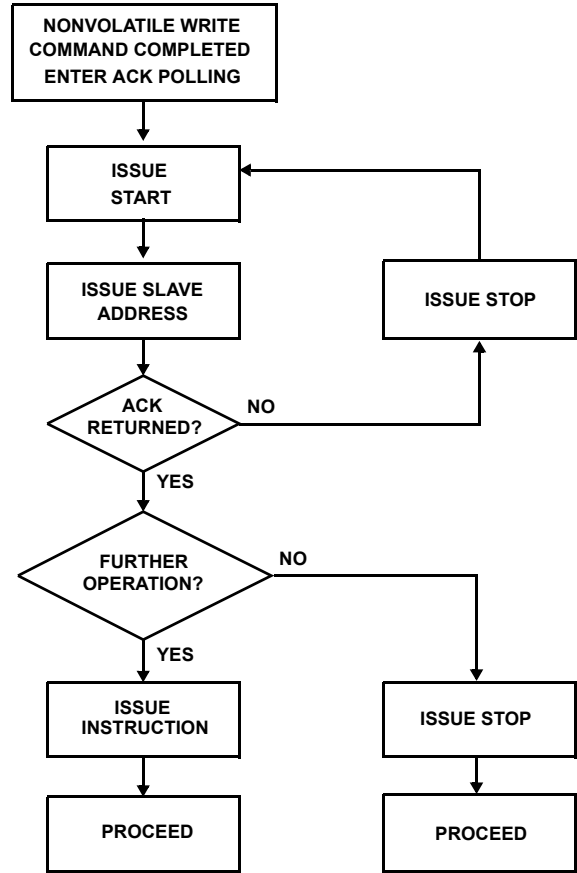 NONVOLATILE WRITE
COMMAND COMPLETED
ENTER ACK POLLING
ISSUE
START
ISSUE SLAVE
ADDRESS
ISSUE STOP
ACK
RETURNED?
NO
YES
FURTHER
OPERATION?
NO
YES
ISSUE
INSTRUCTION
ISSUE STOP
PROCEED
PROCEED